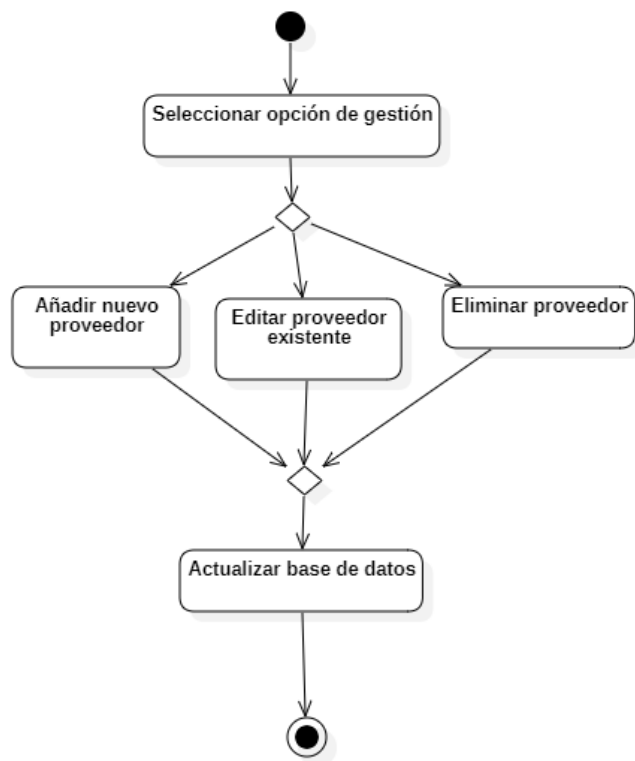 Seleccionar opción de gestión
Añadir nuevo
proveedor
Editar proveedor
existente
Eliminar proveedor
Actualizar base de datos